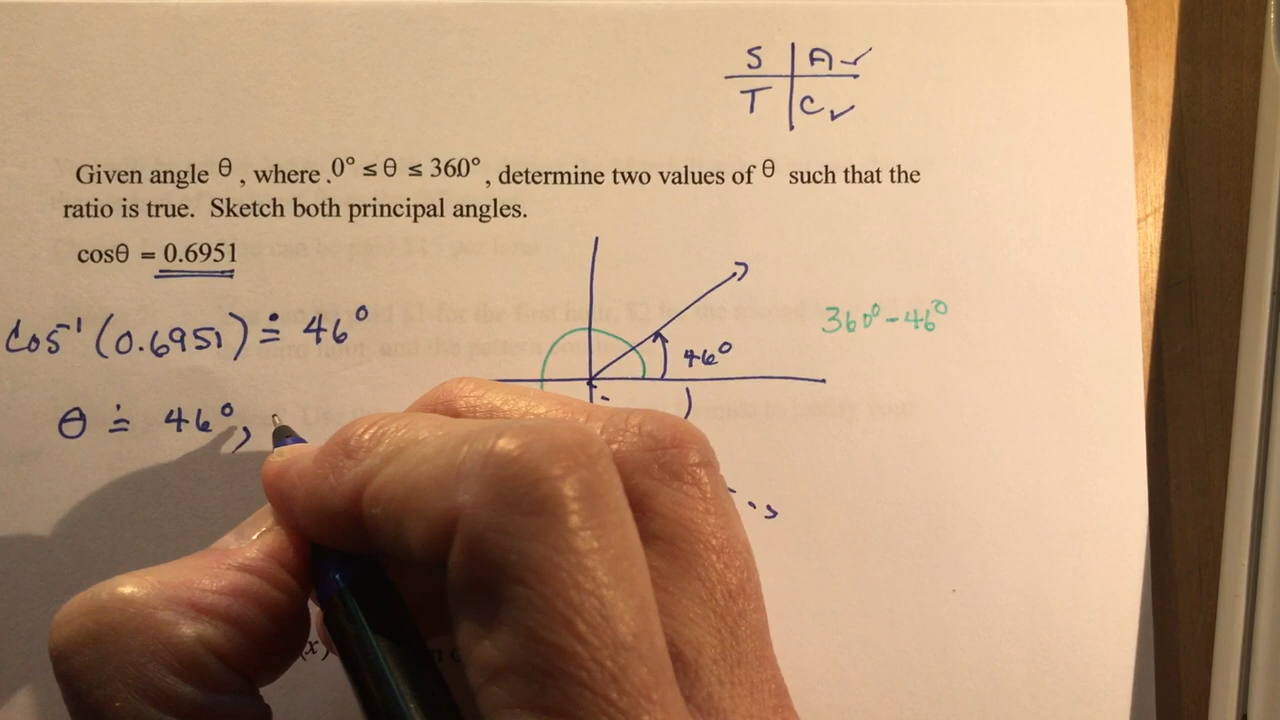 S A✓
T C✓
Given angle θ, where 0° ≤ θ ≤ 360°, determine two values of θ such that the
ratio is true. Sketch both principal angles.
cosθ = 0.6951
cos⁻¹(0.6951) ≐ 46°
360°-46°
46°
θ ≐ 46°,
(x)